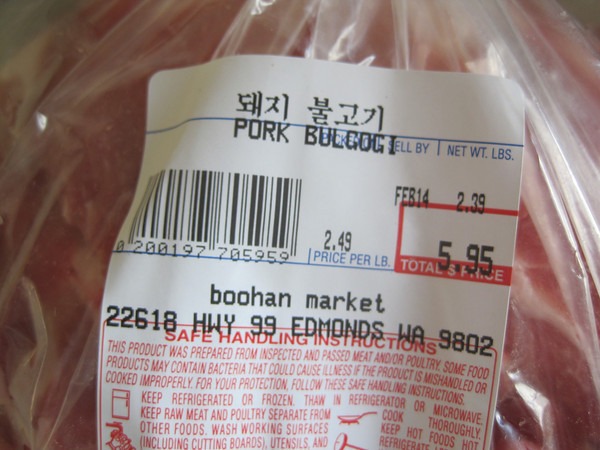 돼지 불고기
PORK BULGOGI
SELL BY NET WT. LBS.
FEB14 2.39
2.49 5.95
PRICE PER LB. TOTAL $ PRICE
0 200197 705959
boohan market
22618 HWY 99 EDMONDS WA 9802
SAFE HANDLING INSTRUCTIONS
THIS PRODUCT WAS PREPARED FROM INSPECTED AND PASSED MEAT AND/OR POULTRY. SOME FOOD
PRODUCTS MAY CONTAIN BACTERIA THAT COULD CAUSE ILLNESS IF THE PRODUCT IS MISHANDLED OR
COOKED IMPROPERLY. FOR YOUR PROTECTION, FOLLOW THESE SAFE HANDLING INSTRUCTIONS.
KEEP REFRIGERATED OR FROZEN. THAW IN REFRIGERATOR OR MICROWAVE.
KEEP RAW MEAT AND POULTRY SEPARATE FROM
OTHER FOODS. WASH WORKING SURFACES
(INCLUDING CUTTING BOARDS), UTENSILS, AND
COOK THOROUGHLY.
KEEP HOT FOODS HOT.
REFRIGERATE